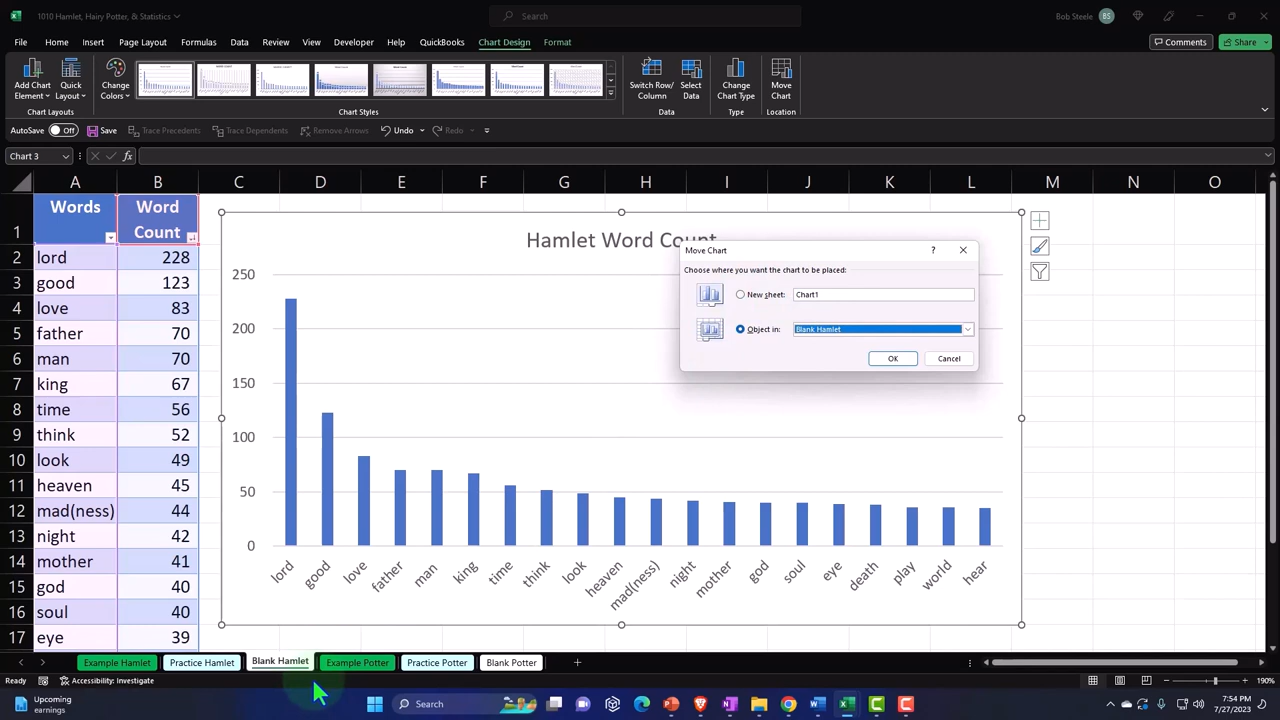 1010 Hamlet, Hairy Potter, & Statistics
Search
Bob Steele
BS
File Home Insert Page Layout Formulas Data Review View Developer Help QuickBooks Chart Design Format
Comments
Share
Add Chart Element
Quick Layout
Change Colors
Switch Row/ Column
Select Data
Change Chart Type
Move Chart
Chart Layouts
Chart Styles
Data
Type
Location
AutoSave Off Save Trace Precedents Trace Dependents Remove Arrows Undo Redo
Chart 3
fx
A B C D E F G H I J K L M N O
1 Words Word Count
2 lord 228
3 good 123
4 love 83
5 father 70
6 man 70
7 king 67
8 time 56
9 think 52
10 look 49
11 heaven 45
12 mad(ness) 44
13 night 42
14 mother 41
15 god 40
16 soul 40
17 eye 39
Hamlet Word Count
250
200
150
100
50
0
lord good love father man king time think look heaven mad(ness) night mother god soul eye death play world hear
Move Chart
?
Choose where you want the chart to be placed:
New sheet: Chart1
Object in: Blank Hamlet
OK Cancel
Example Hamlet Practice Hamlet Blank Hamlet Example Potter Practice Potter Blank Potter
Ready Accessibility: Investigate
190%
Upcoming
earnings
Search
7:54 PM
7/27/2023